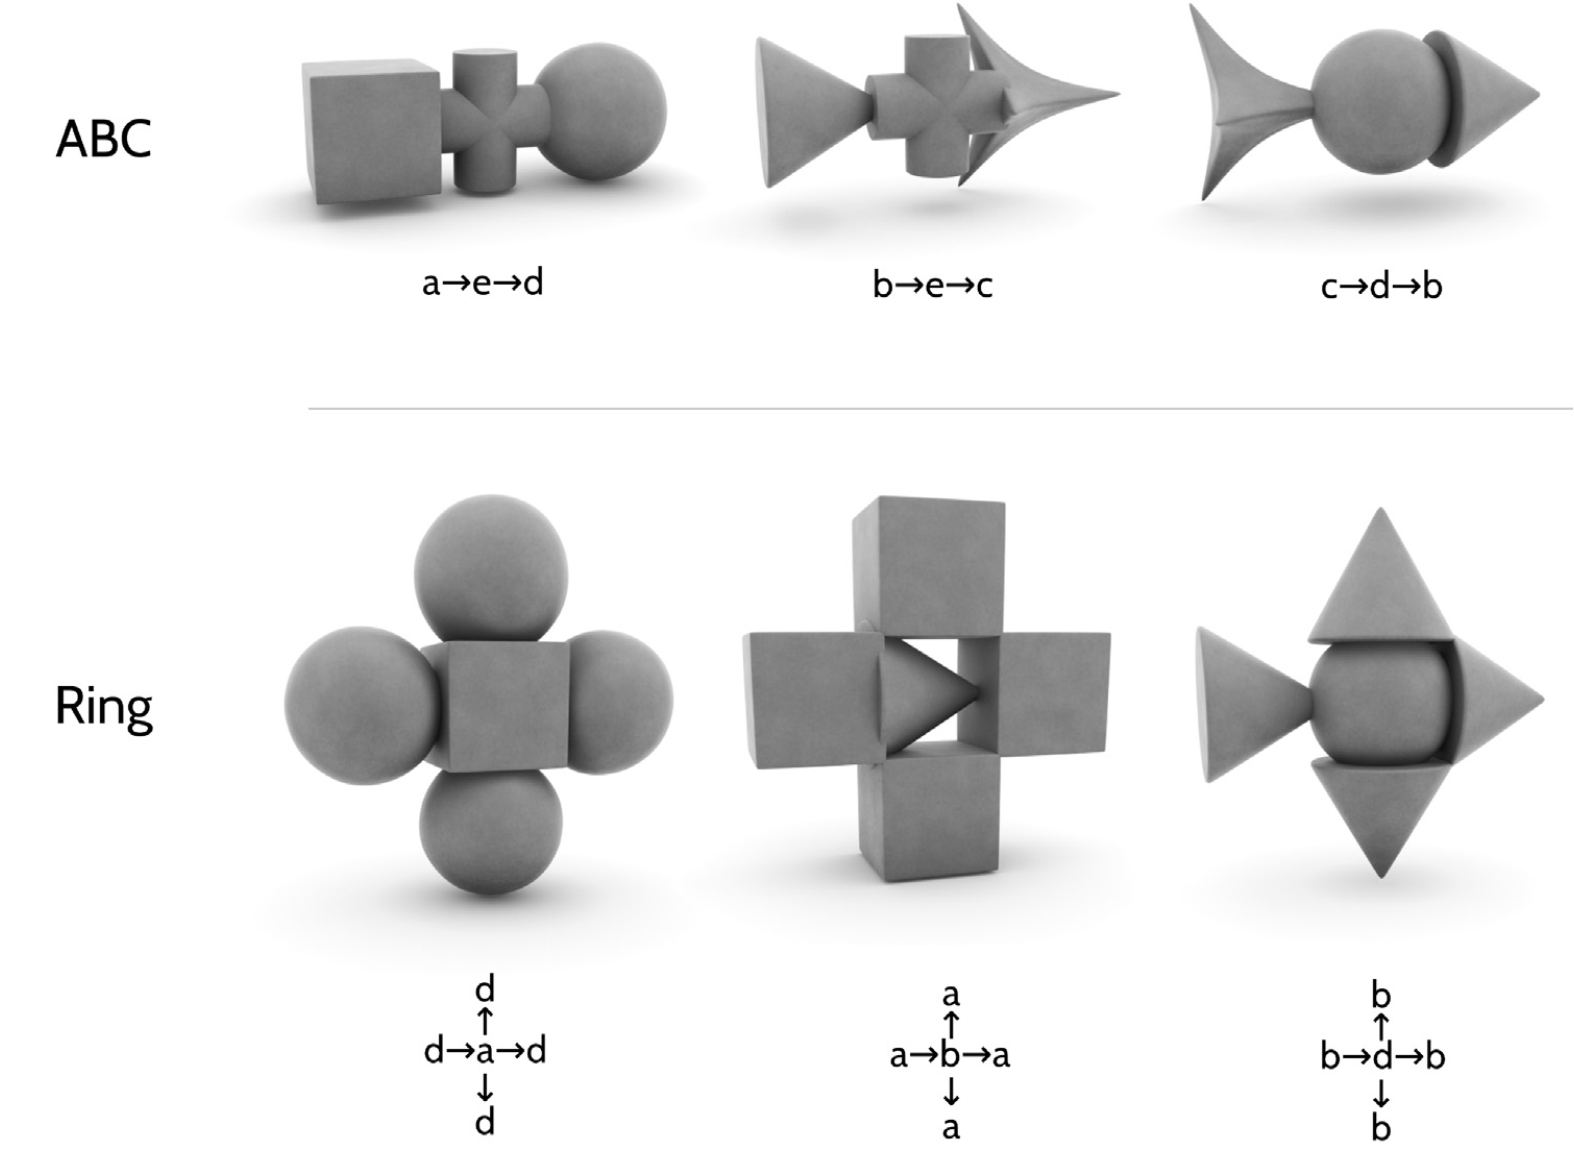 ABC
a→e→d
b→e→c
c→d→b
Ring
d
↑
d→a→d
↓
d
a
↑
a→b→a
↓
a
b
↑
b→d→b
↓
b